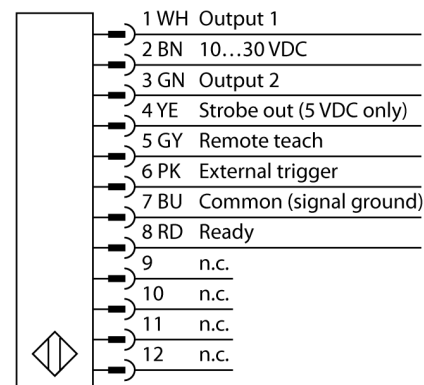 1 WH Output 1
2 BN 10...30 VDC
3 GN Output 2
4 YE Strobe out (5 VDC only)
5 GY Remote teach
6 PK External trigger
7 BU Common (signal ground)
8 RD Ready
9 n.c.
10 n.c.
11 n.c.
12 n.c.